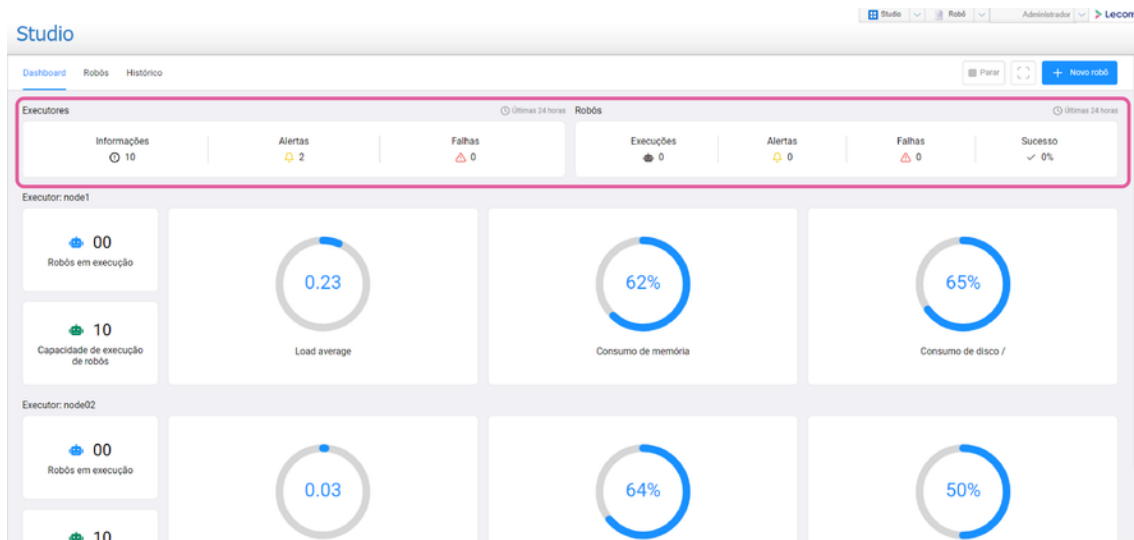 Studio Robô Administrador Lecom
Studio
Dashboard Robôs Histórico Parar + Novo robô
Executores Últimas 24 horas Robôs Últimas 24 horas
Informações Alertas Falhas Execuções Alertas Falhas Sucesso
10 2 0 0 0 0 0%
Executor: node1
00
Robôs em execução
0.23 62% 65%
10
Capacidade de execução
de robôs
Load average Consumo de memória Consumo de disco /
Executor: node02
00
Robôs em execução
0.03 64% 50%
10